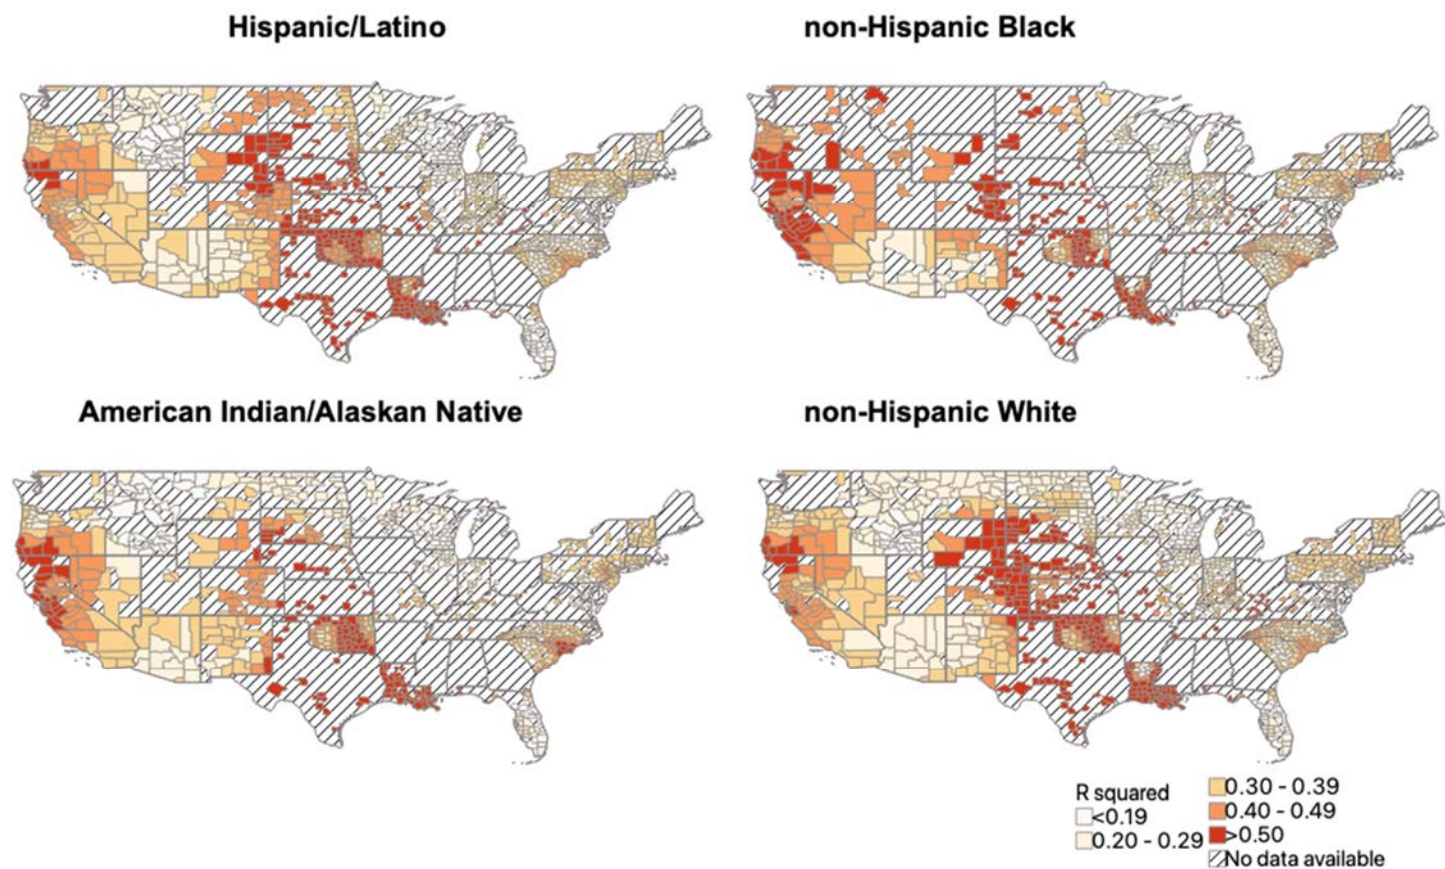 Hispanic/Latino
non-Hispanic Black
American Indian/Alaskan Native
non-Hispanic White
R squared
<0.19
0.20 - 0.29
0.30 - 0.39
0.40 - 0.49
>0.50
No data available